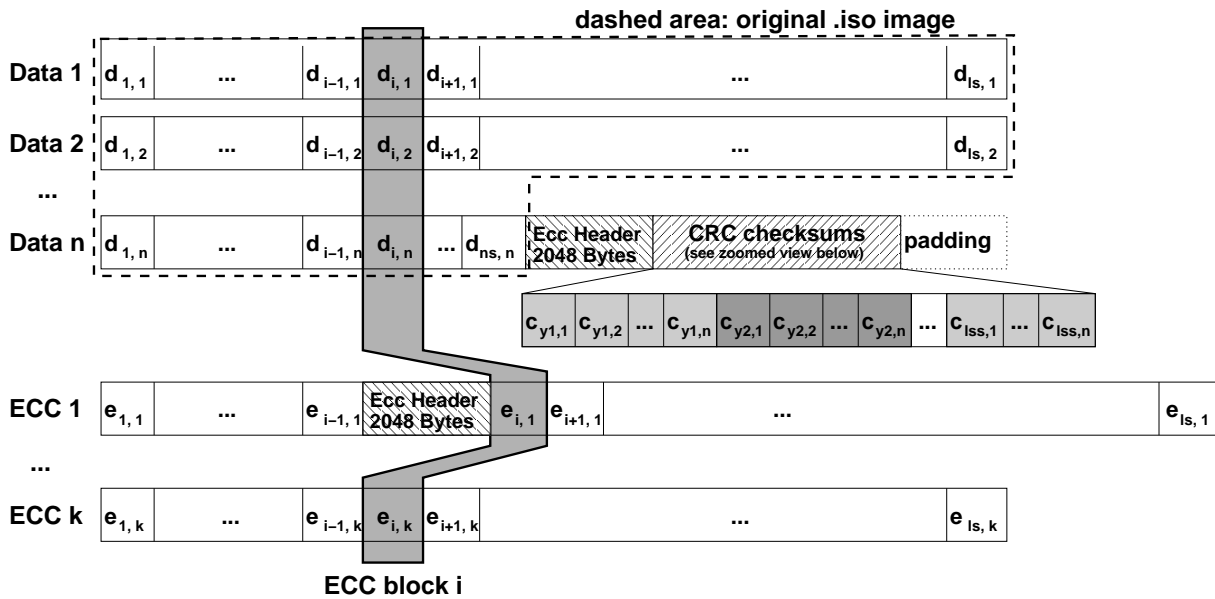 dashed area: original .iso image
Data 1 d 1, 1 ... d i−1, 1 d i, 1 d i+1, 1 ... d ls, 1
Data 2 d 1, 2 ... d i−1, 2 d i, 2 d i+1, 2 ... d ls, 2
...
Data n d 1, n ... d i−1, n d i, n ... d ns, n Ecc Header 2048 Bytes CRC checksums (see zoomed view below) padding
c y1,1 c y1,2 ... c y1,n c y2,1 c y2,2 ... c y2,n ... c lss,1 ... c lss,n
ECC 1 e 1, 1 ... e i−1, 1 Ecc Header 2048 Bytes e i, 1 e i+1, 1 ... e ls, 1
...
ECC k e 1, k ... e i−1, k e i, k e i+1, k ... e ls, k
ECC block i